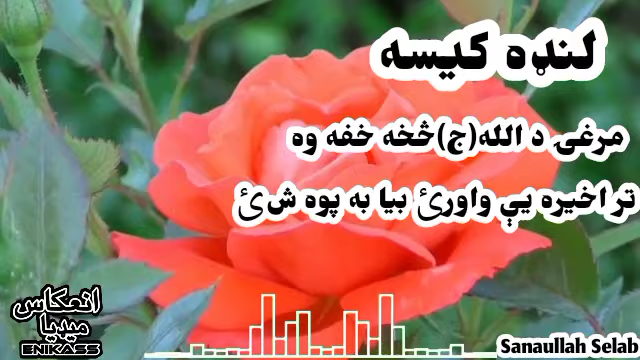 لنډه کیسه
مرغۍ د الله(ج)څخه خفه وه
تر اخیره یې واورئ بیا به پوه شئ
انعکاس
میډیا
ENIKASS
Sanaullah Selab